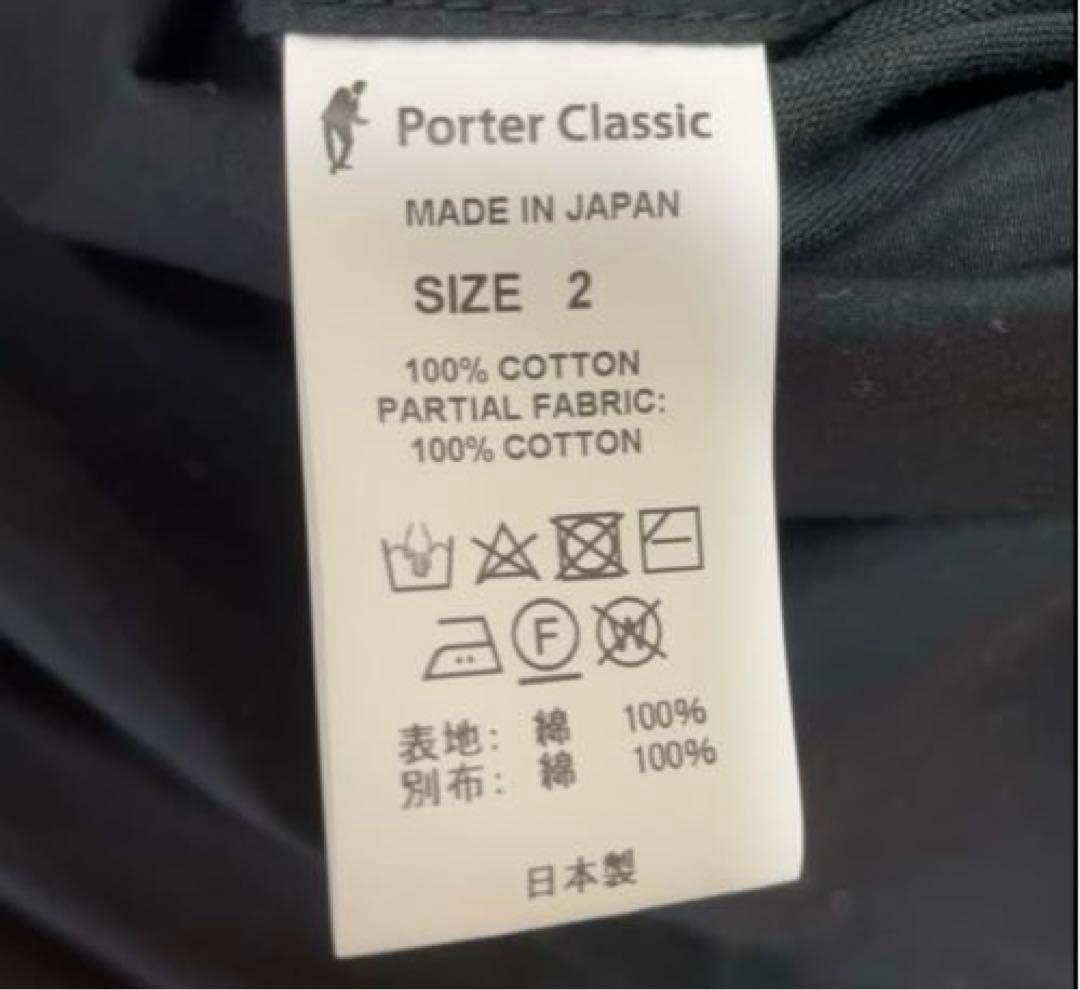 Porter Classic
MADE IN JAPAN
SIZE 2
100% COTTON
PARTIAL FABRIC:
100% COTTON
F W
表地: 綿 100%
別布: 綿 100%
日本製